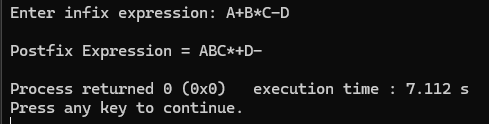 Enter infix expression: A+B*C-D
Postfix Expression = ABC*+D-
Process returned 0 (0x0)   execution time : 7.112 s
Press any key to continue.